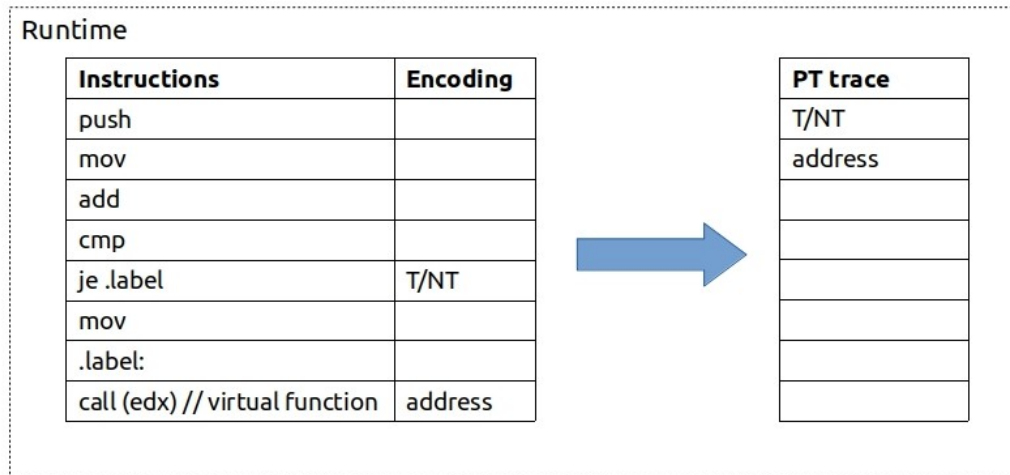 Runtime
Instructions Encoding
push
mov
add
cmp
je .label T/NT
mov
.label:
call (edx) // virtual function address
PT trace
T/NT
address